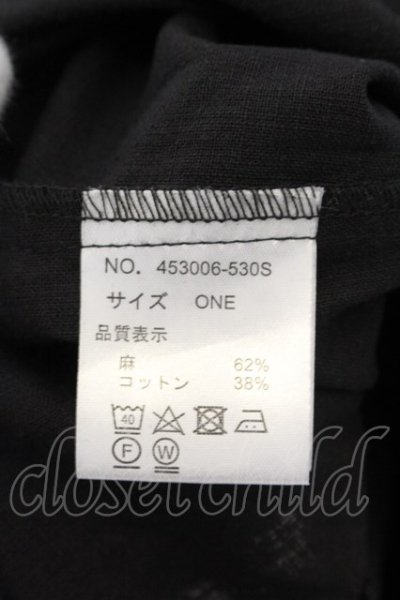 NO. 453006-530S
サイズ ONE
品質表示
麻 62%
コットン 38%
40
F W
closet child